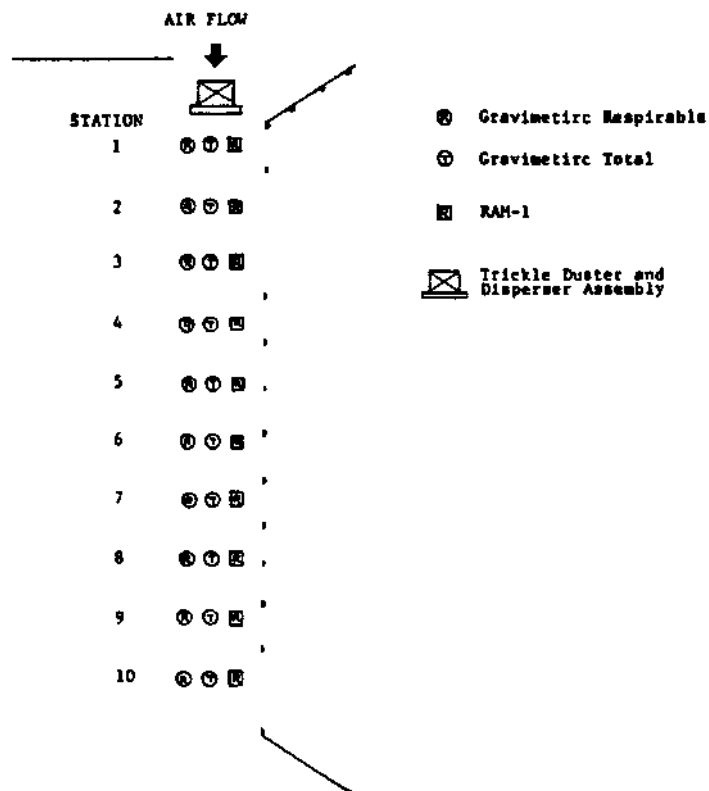 AIR FLOW
STATION
1 R T R
2 R T R
3 R T R
4 R T R
5 R T R
6 R T R
7 R T R
8 R T R
9 R T R
10 R T R
R Gravimetirc Respirable
T Gravimetirc Total
R RAM-1
Trickle Duster and
Disperser Assembly